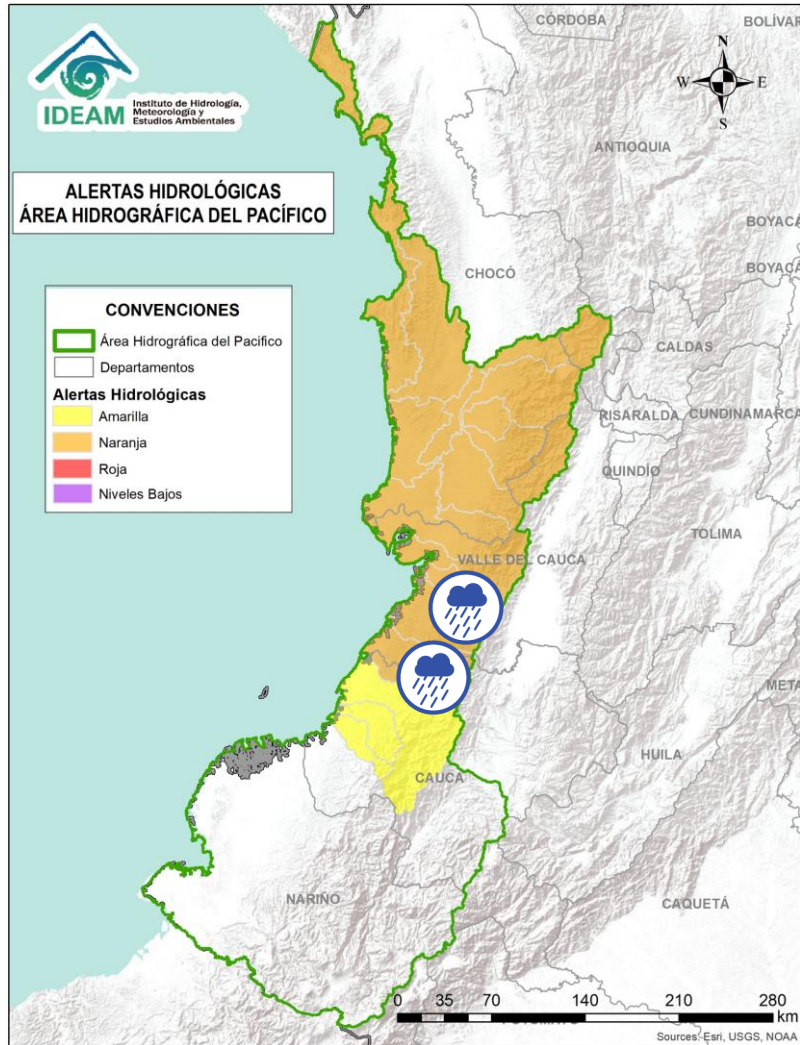 CÓRDOBA
BOLÍVAR
N
W
E
S
IDEAM
Instituto de Hidrología,
Meteorología y
Estudios Ambientales
ANTIOQUIA
ALERTAS HIDROLÓGICAS
ÁREA HIDROGRÁFICA DEL PACÍFICO
BOYACÁ
BOYACÁ
CHOCÓ
CONVENCIONES
Área Hidrográfica del Pacifico
Departamentos
Alertas Hidrológicas
Amarilla
Naranja
Roja
Niveles Bajos
CALDAS
RISARALDA
CUNDINAMARCA
QUINDÍO
TOLIMA
VALLE DEL CAUCA
META
HUILA
CAUCA
NARIÑO
CAQUETÁ
0 35 70 140 210 280
km
Sources: Esri, USGS, NOAA